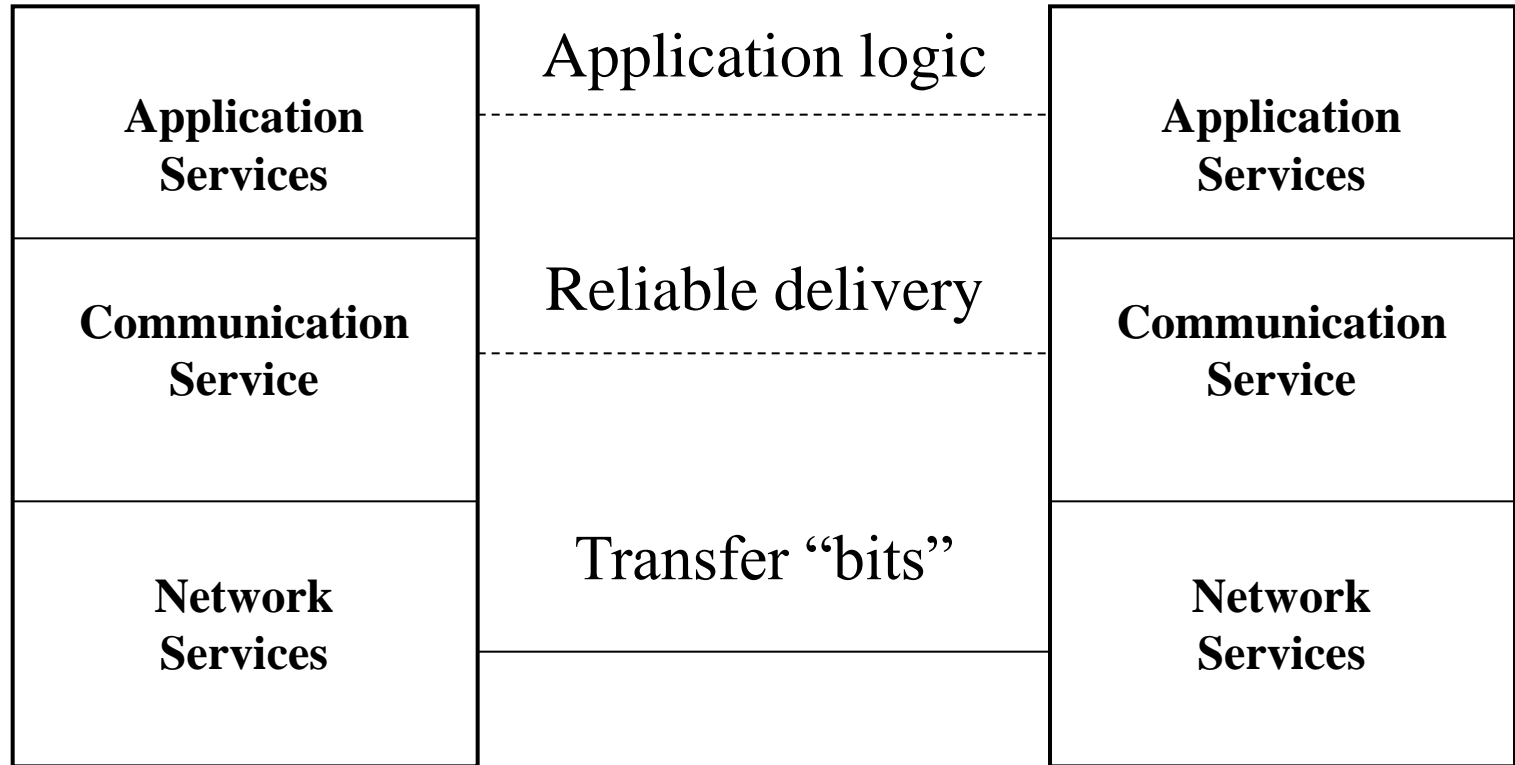 Application logic
Application
Services
Application
Services
Reliable delivery
Communication
Service
Communication
Service
Transfer “bits”
Network
Services
Network
Services